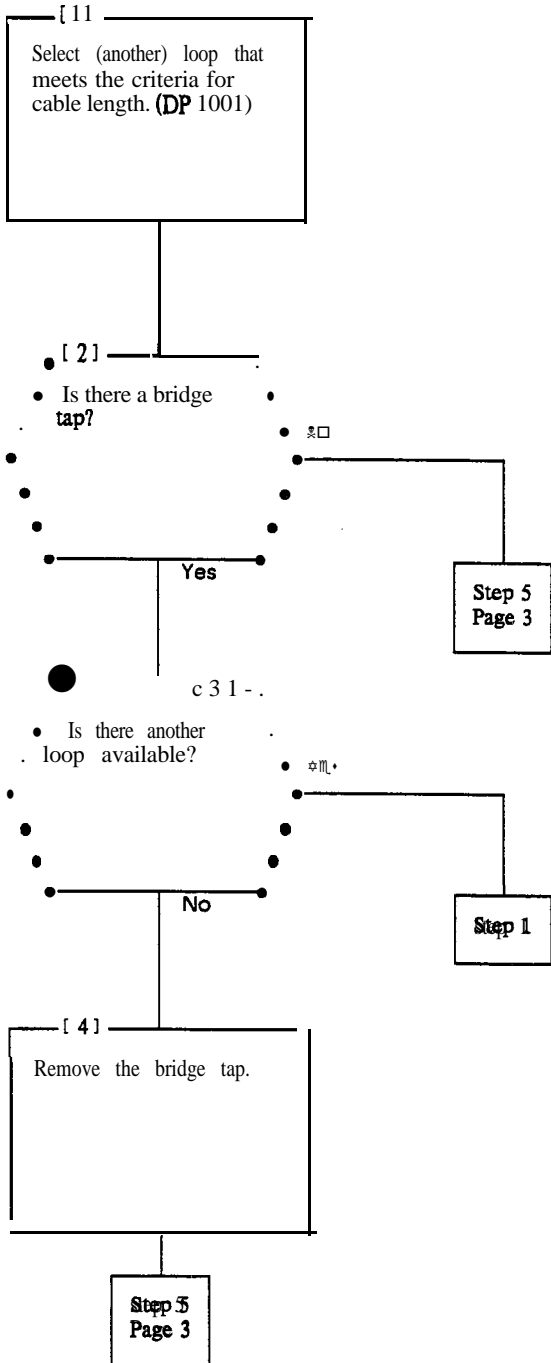 [11
Select (another) loop that
meets the criteria for
cable length. (DP 1001)
[ 2 ]
Is there a bridge
tap?
Yes
Step 5
Page 3
c 3 1 - .
Is there another
loop available?
No
Step 1
[ 4 ]
Remove the bridge tap.
Step 5
Page 3